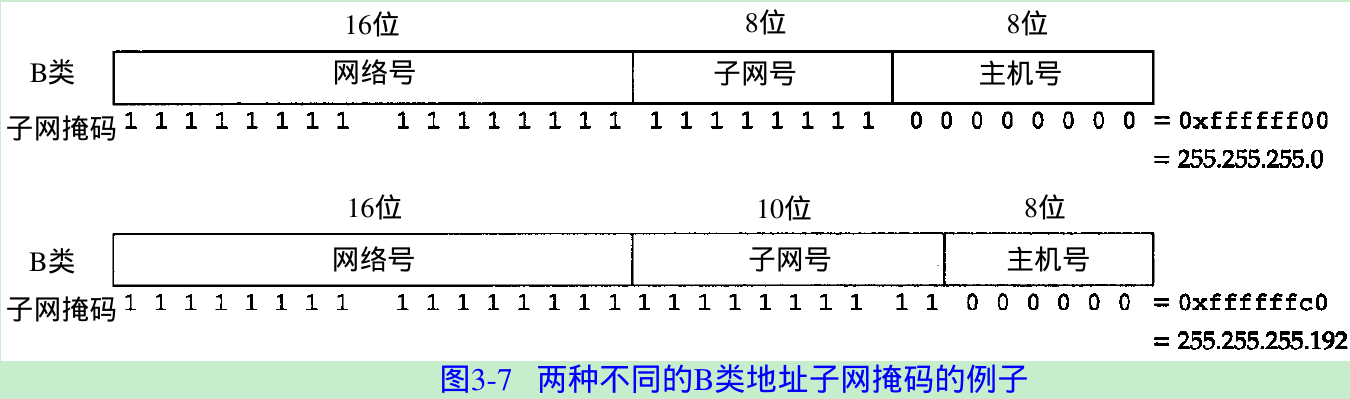 16位 8位 8位
B类 网络号 子网号 主机号
子网掩码 1 1 1 1 1 1 1 1 1 1 1 1 1 1 1 1 1 1 1 1 1 1 1 1 0 0 0 0 0 0 0 0 = 0xffffff00
= 255.255.255.0
16位 10位 8位
B类 网络号 子网号 主机号
子网掩码 1 1 1 1 1 1 1 1 1 1 1 1 1 1 1 1 1 1 1 1 1 1 1 1 1 1 0 0 0 0 0 0 = 0xffffffc0
= 255.255.255.192
图3-7 两种不同的B类地址子网掩码的例子